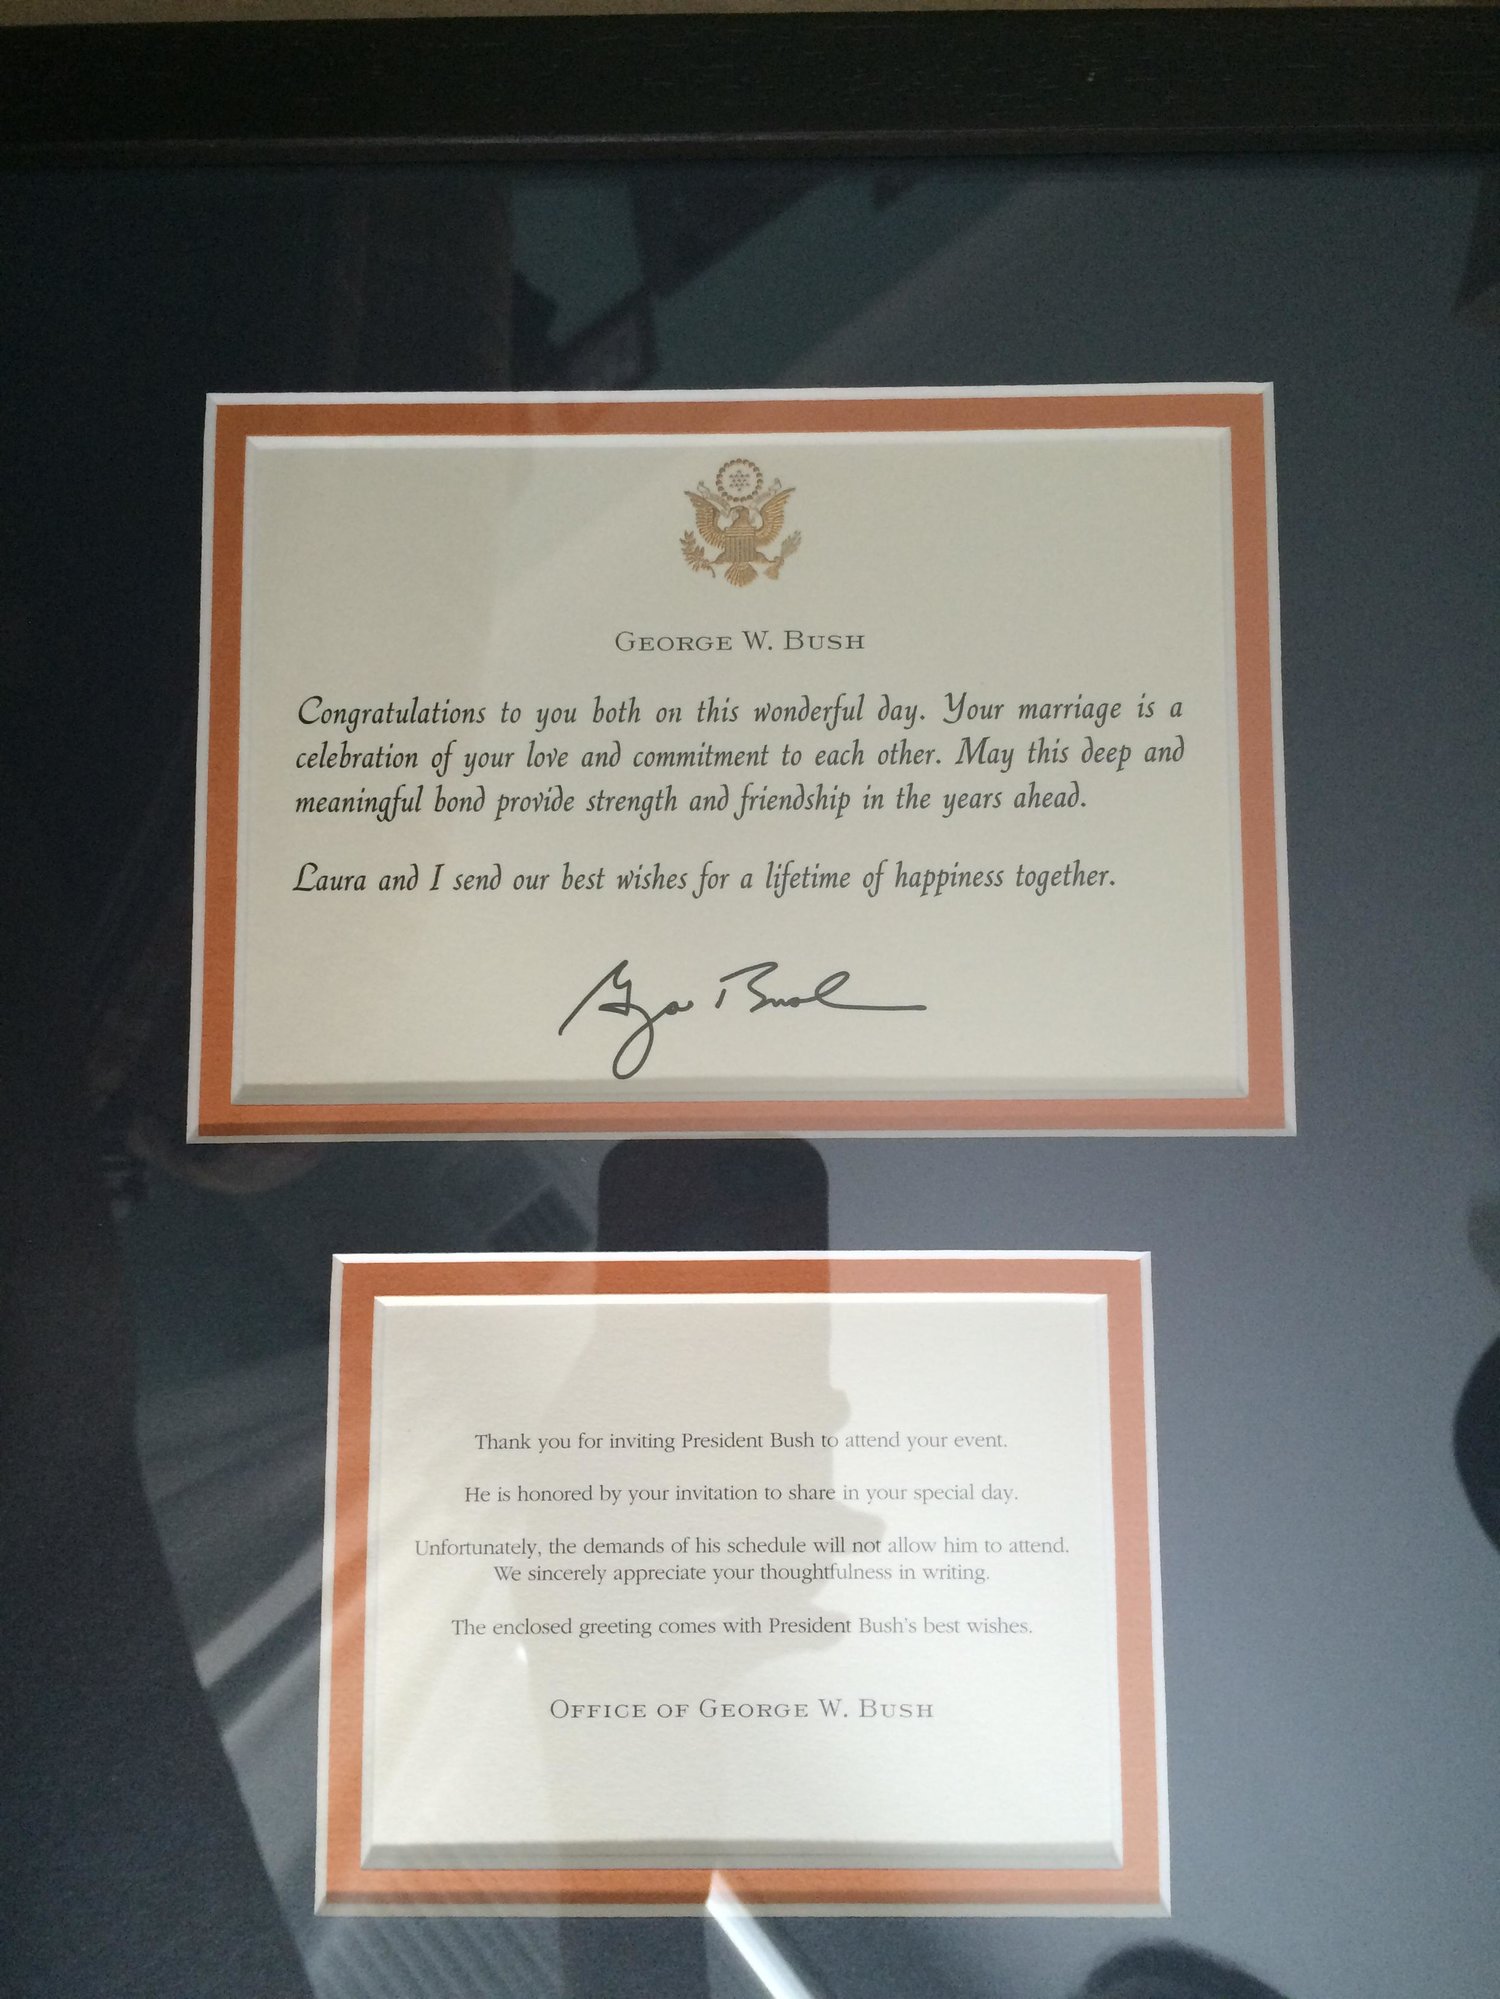 George W. Bush
Congratulations to you both on this wonderful day. Your marriage is a
celebration of your love and commitment to each other. May this deep and
meaningful bond provide strength and friendship in the years ahead.
Laura and I send our best wishes for a lifetime of happiness together.
Thank you for inviting President Bush to attend your event.
He is honored by your invitation to share in your special day.
Unfortunately, the demands of his schedule will not allow him to attend.
We sincerely appreciate your thoughtfulness in writing.
The enclosed greeting comes with President Bush's best wishes.
Office of George W. Bush